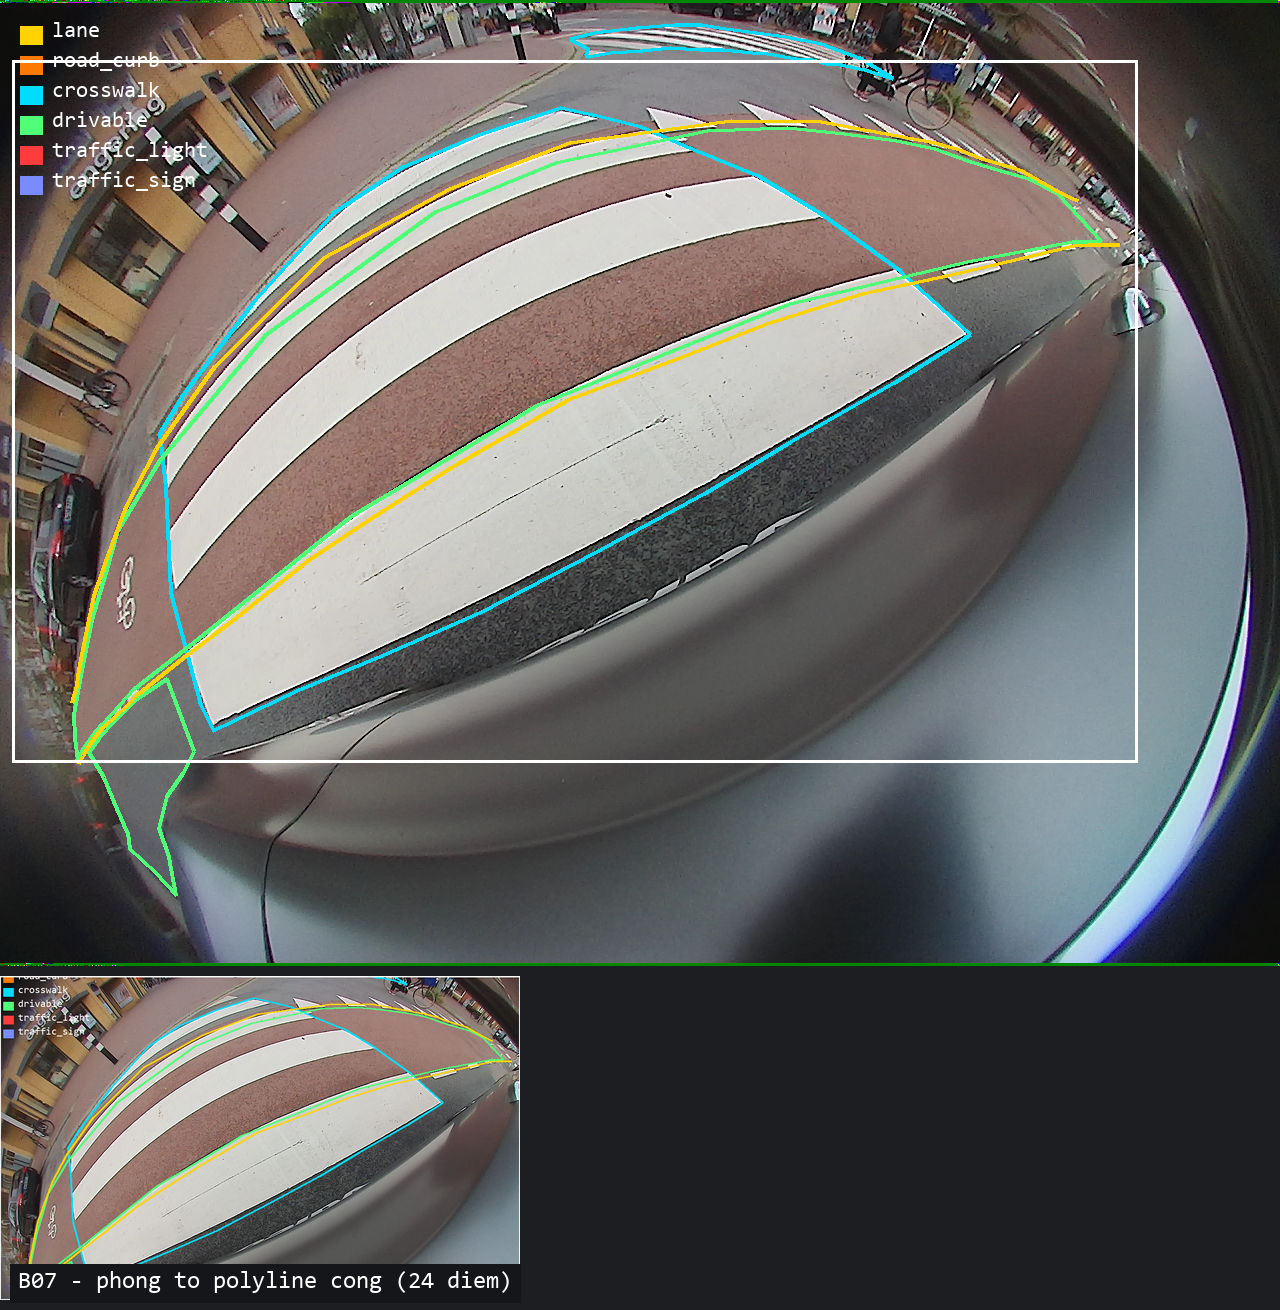 lane
road_curb
crosswalk
drivable
traffic_light
traffic_sign
crosswalk
drivable
traffic_light
traffic_sign
B07 - phong to polyline cong (24 diem)